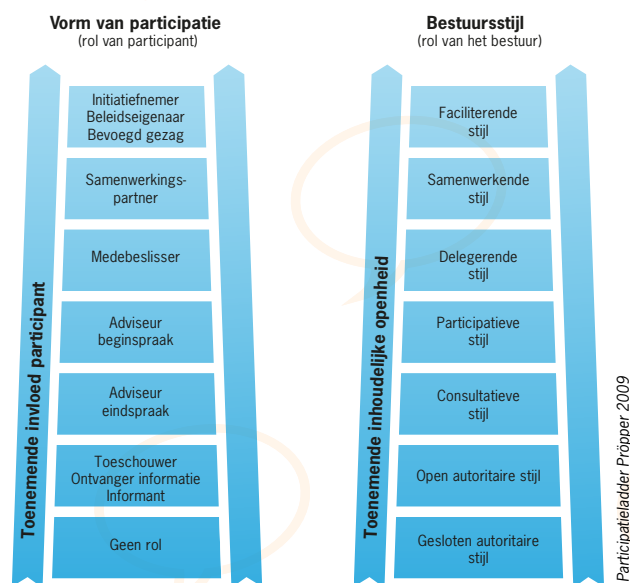 Vorm van participatie
(rol van participant)
Initiatiefnemer
Beleidseigenaar
Bevoegd gezag
Samenwerkings-
partner
Medebeslisser
Adviseur
beginspraak
Adviseur
eindspraak
Toeschouwer
Ontvanger informatie
Informant
Geen rol
Toenemende invloed participant
Bestuursstijl
(rol van het bestuur)
Faciliterende
stijl
Samenwerkende
stijl
Delegerende
stijl
Participatieve
stijl
Consultatieve
stijl
Open autoritaire stijl
Gesloten autoritaire
stijl
Toenemende inhoudelijke openheid
Participatieladder Pröpper 2009